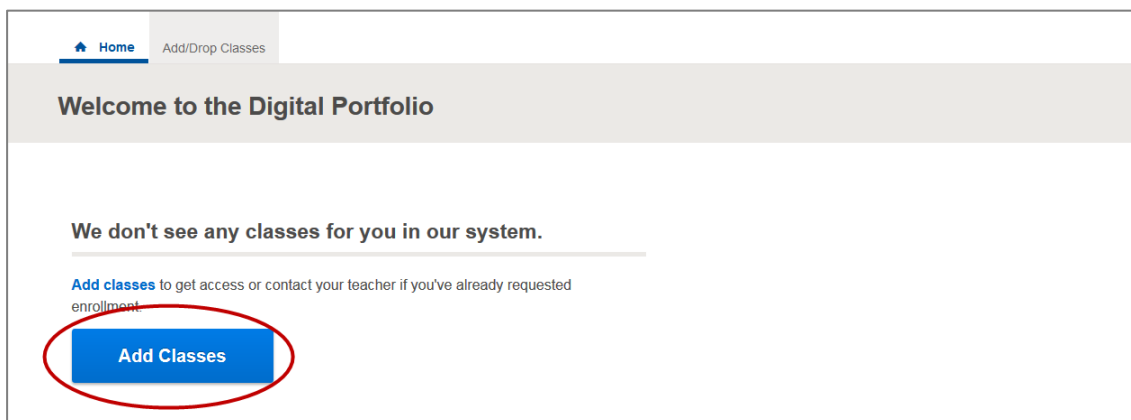 Home Add/Drop Classes
Welcome to the Digital Portfolio
We don't see any classes for you in our system.
Add classes to get access or contact your teacher if you've already requested
enrollment.
Add Classes